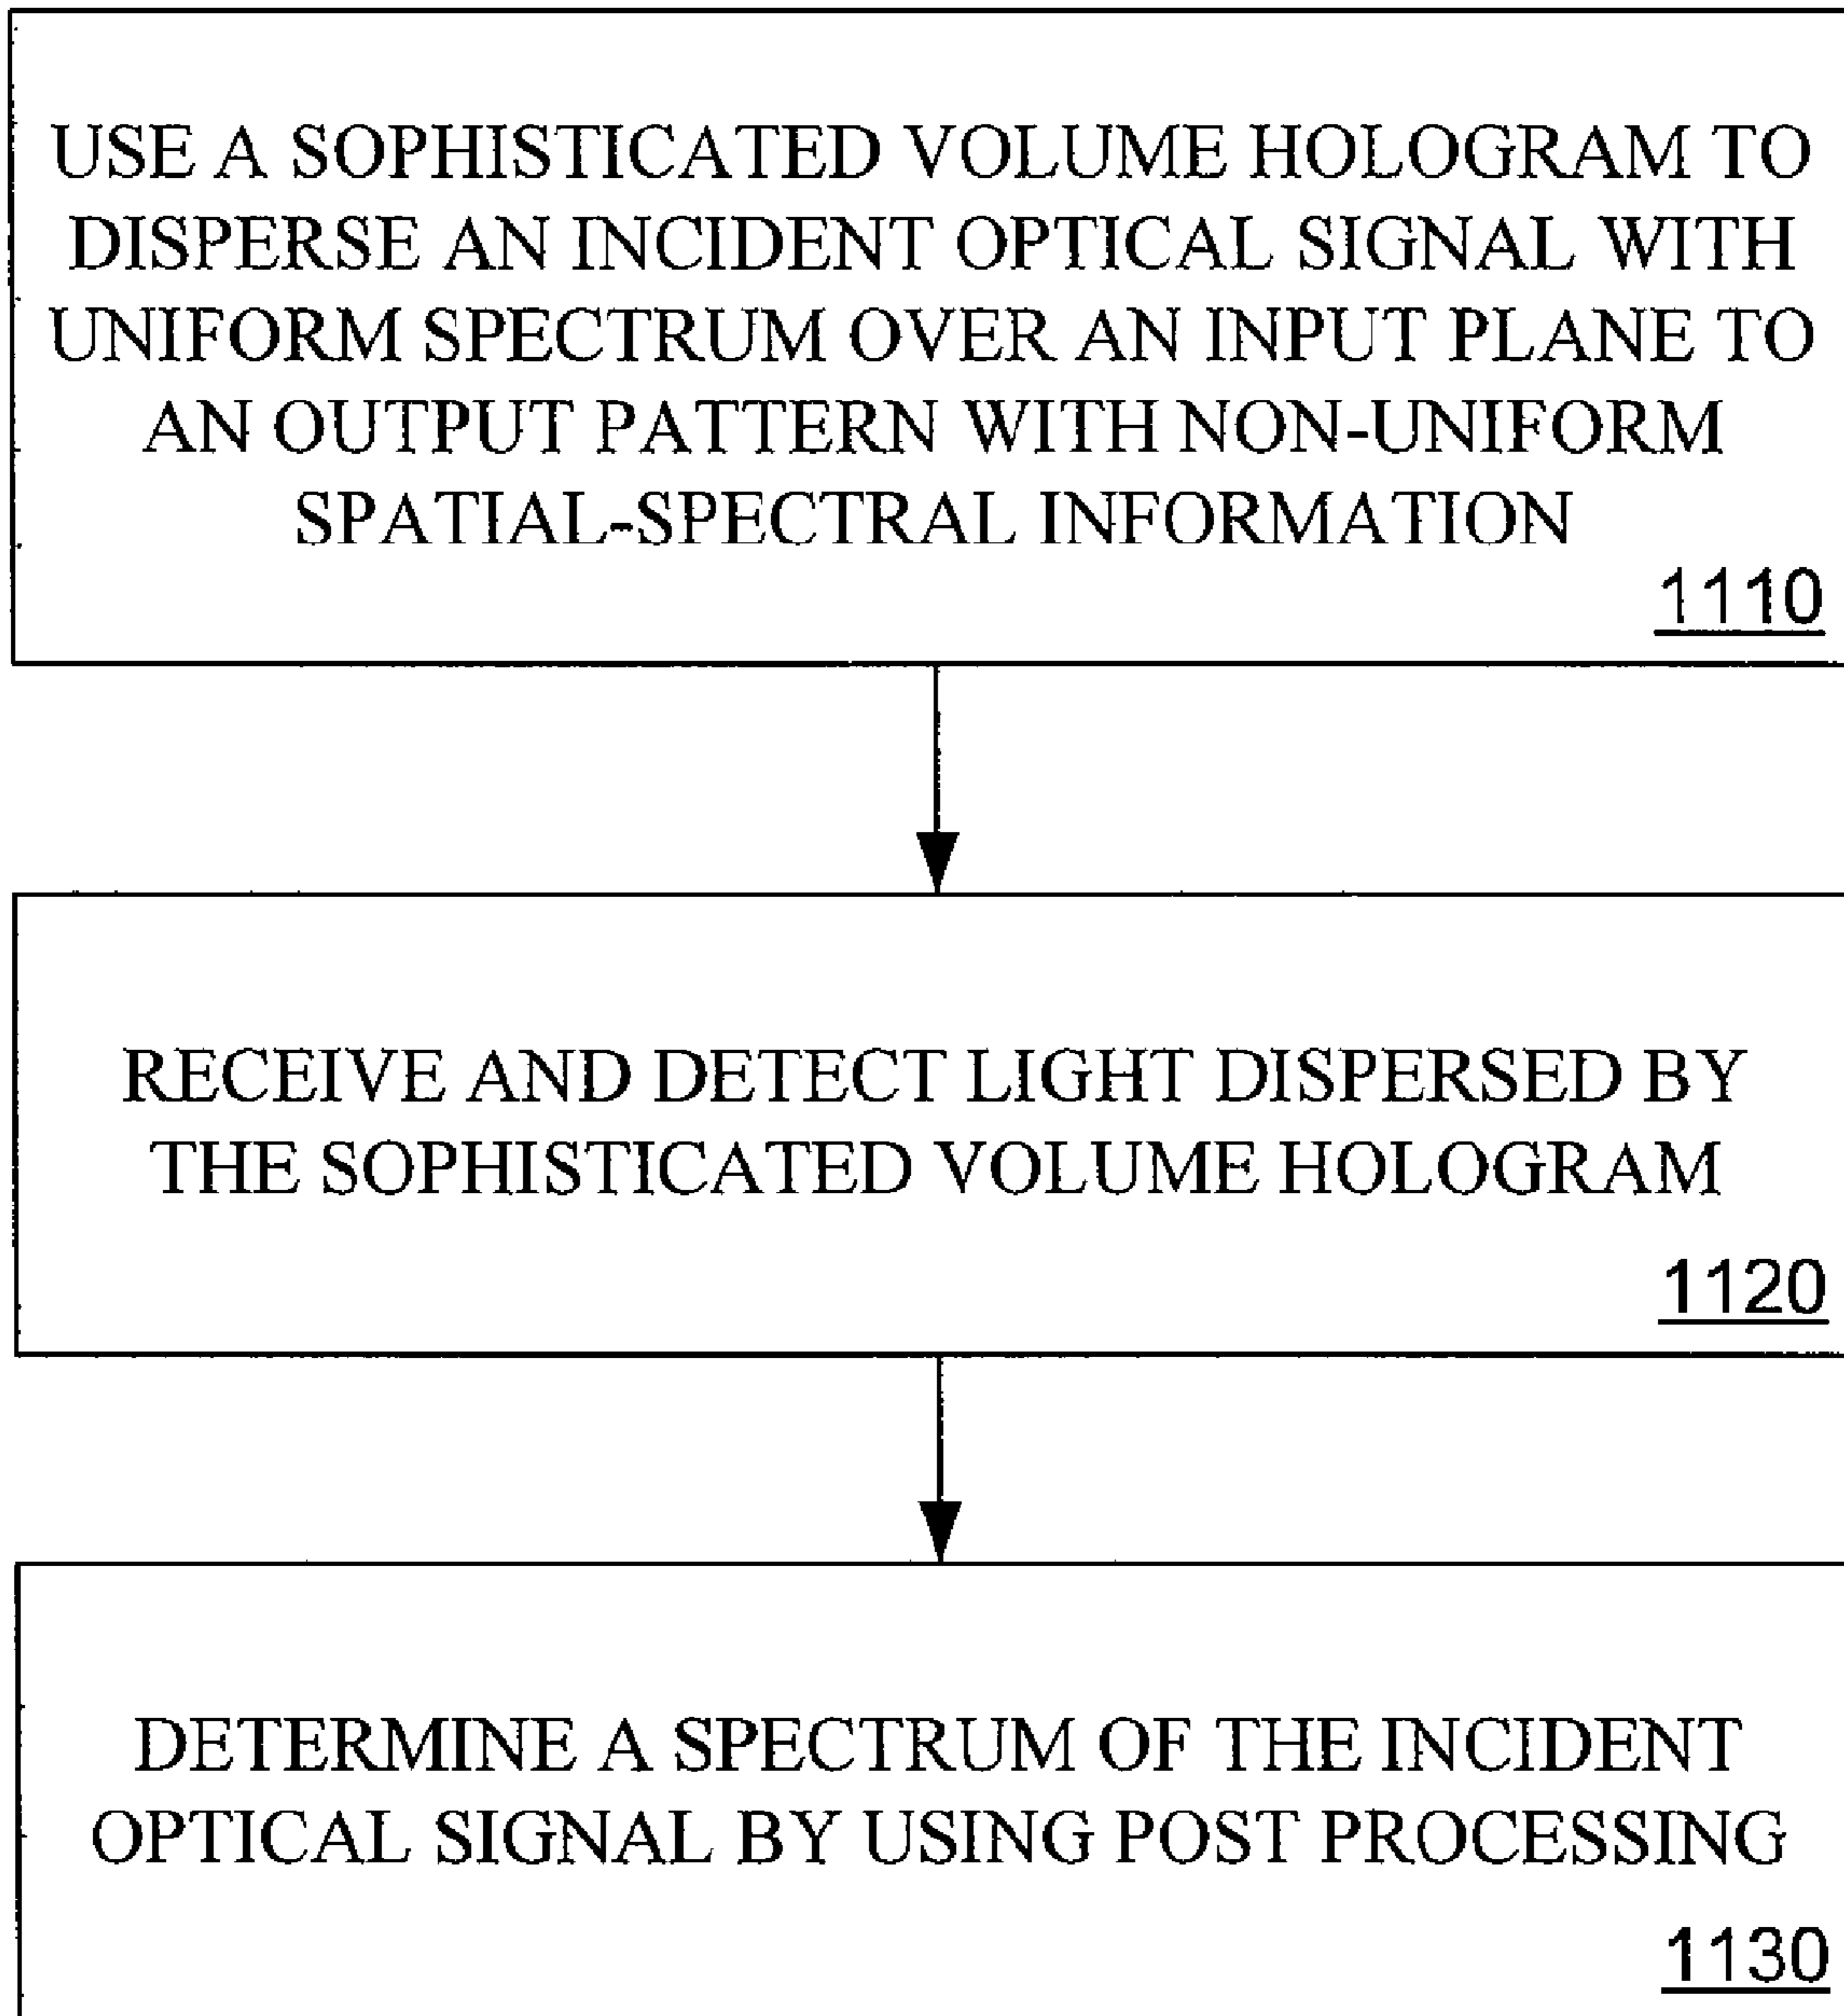 USE A SOPHISTICATED VOLUME HOLOGRAM TO
DISPERSE AN INCIDENT OPTICAL SIGNAL WITH
UNIFORM SPECTRUM OVER AN INPUT PLANE TO
AN OUTPUT PATTERN WITH NON-UNIFORM
SPATIAL-SPECTRAL INFORMATION
1110
RECEIVE AND DETECT LIGHT DISPERSED BY
THE SOPHISTICATED VOLUME HOLOGRAM
1120
DETERMINE A SPECTRUM OF THE INCIDENT
OPTICAL SIGNAL BY USING POST PROCESSING
1130